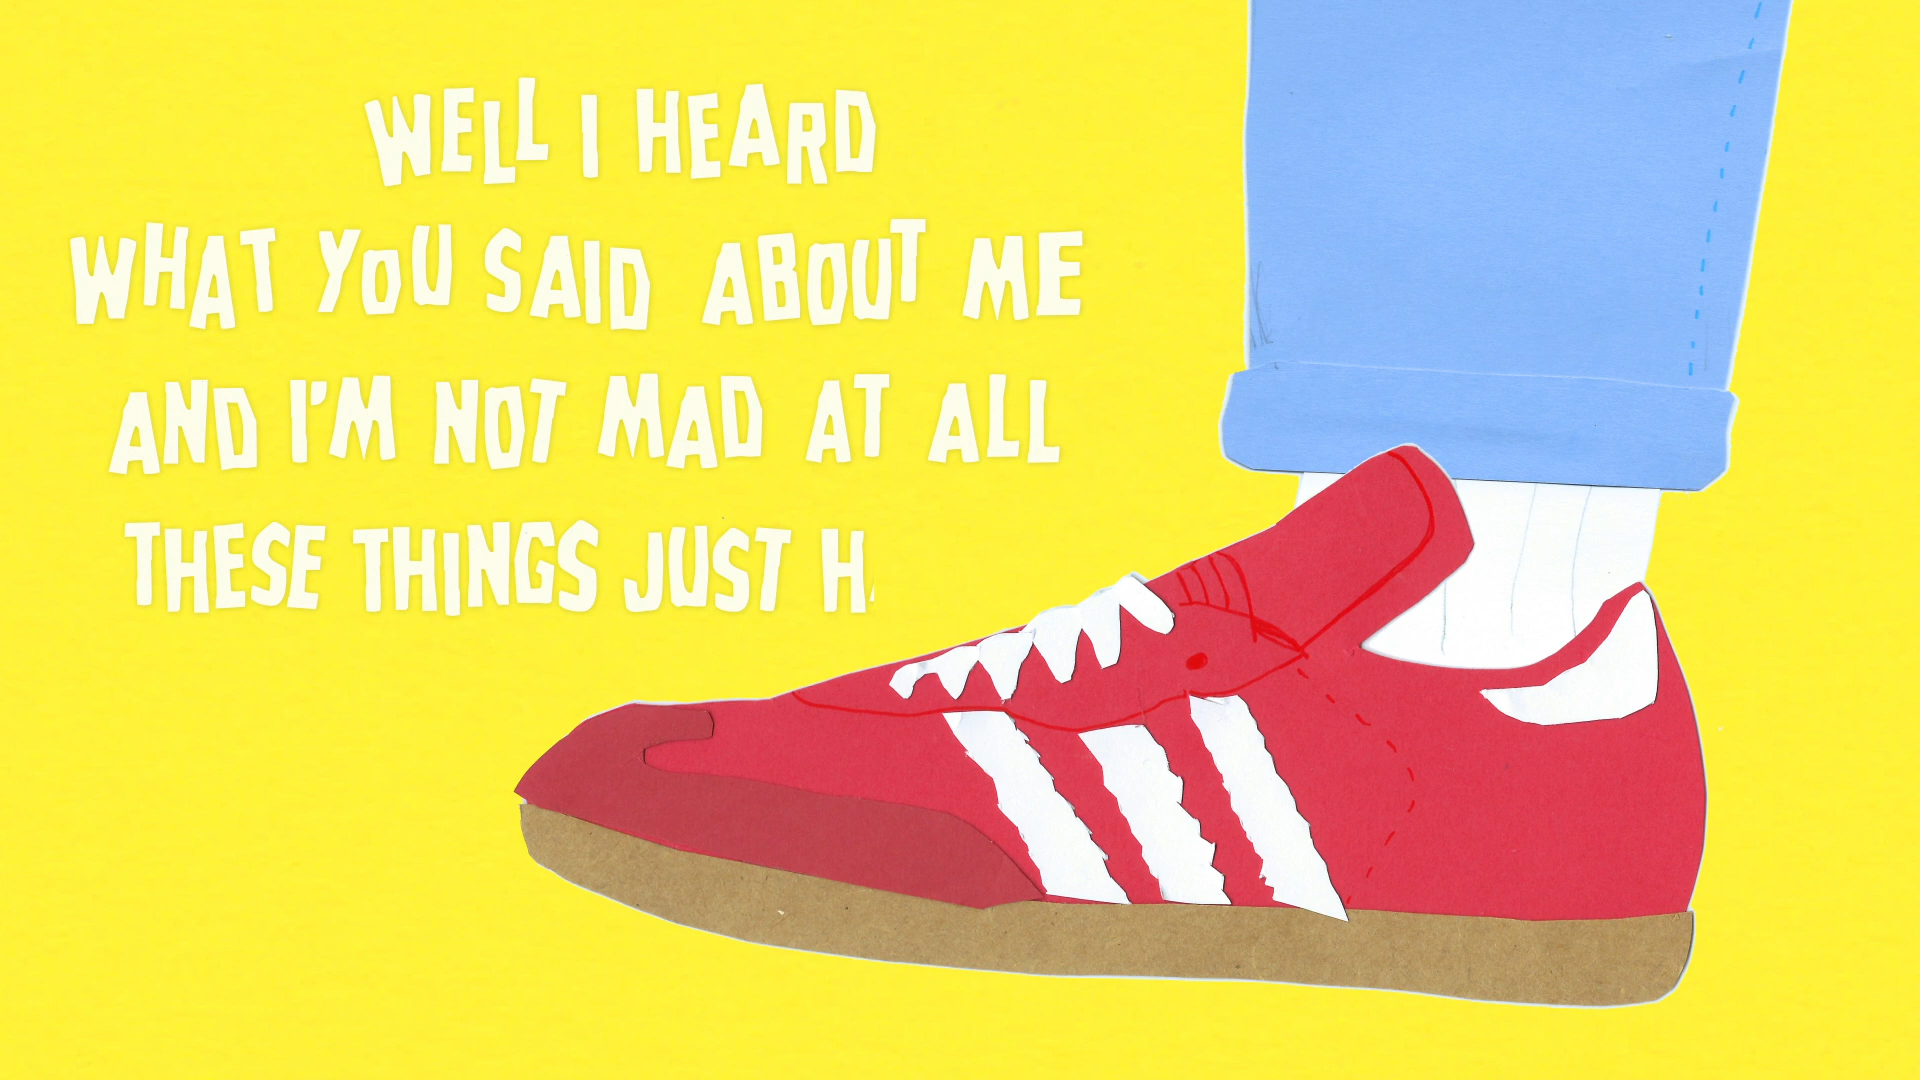 WELL I HEARD
WHAT YOU SAID ABOUT ME
AND I'M NOT MAD AT ALL
THESE THINGS JUST H